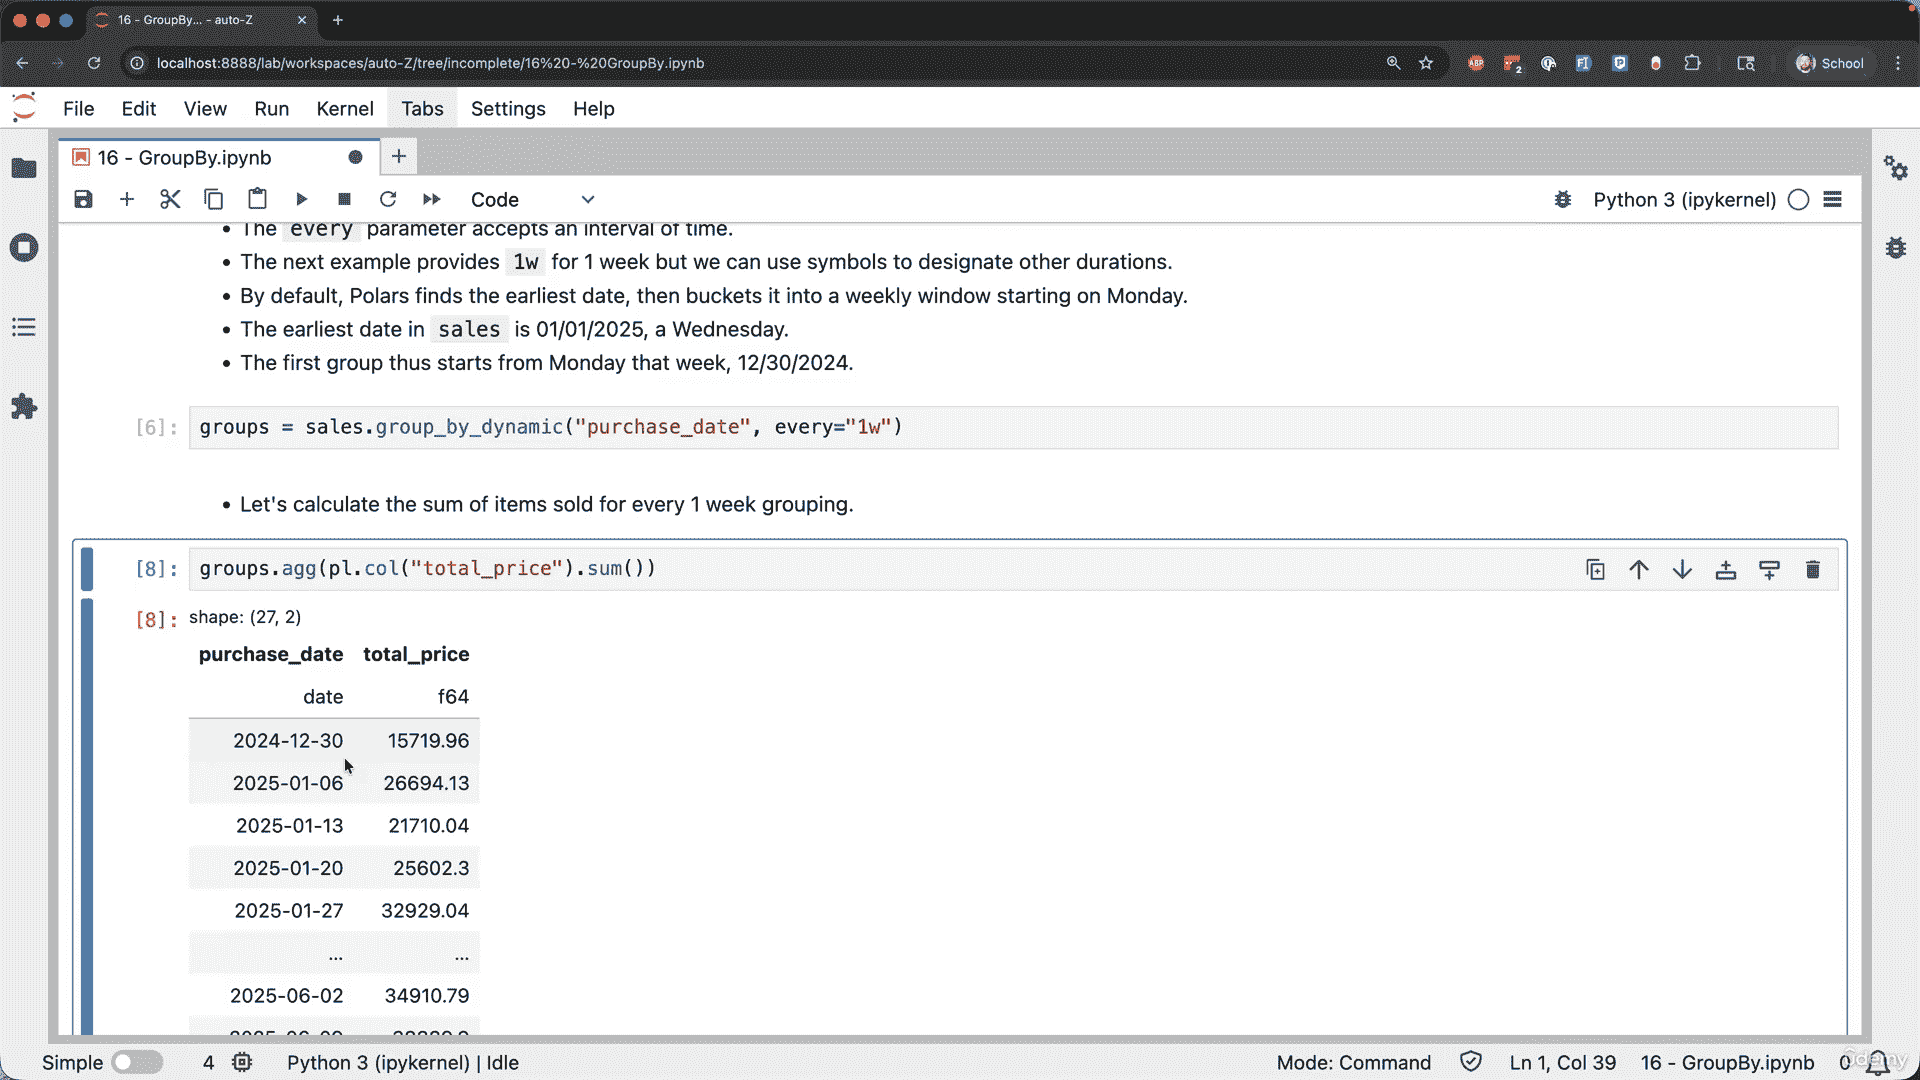 16 - GroupBy... - auto-Z
localhost:8888/lab/workspaces/auto-Z/tree/incomplete/16%20-%20GroupBy.ipynb
ABP
2
School
File Edit View Run Kernel Tabs Settings Help
16 - GroupBy.ipynb
Code
Python 3 (ipykernel)
The every parameter accepts an interval of time.
The next example provides 1w for 1 week but we can use symbols to designate other durations.
By default, Polars finds the earliest date, then buckets it into a weekly window starting on Monday.
The earliest date in sales is 01/01/2025, a Wednesday.
The first group thus starts from Monday that week, 12/30/2024.
[6]: groups = sales.group_by_dynamic("purchase_date", every="1w")
Let's calculate the sum of items sold for every 1 week grouping.
[8]: groups.agg(pl.col("total_price").sum())
[8]: shape: (27, 2)
purchase_date total_price
date f64
2024-12-30 15719.96
2025-01-06 26694.13
2025-01-13 21710.04
2025-01-20 25602.3
2025-01-27 32929.04
... ...
2025-06-02 34910.79
Simple 4 Python 3 (ipykernel) | Idle Mode: Command Ln 1, Col 39 16 - GroupBy.ipynb 0
Udemy